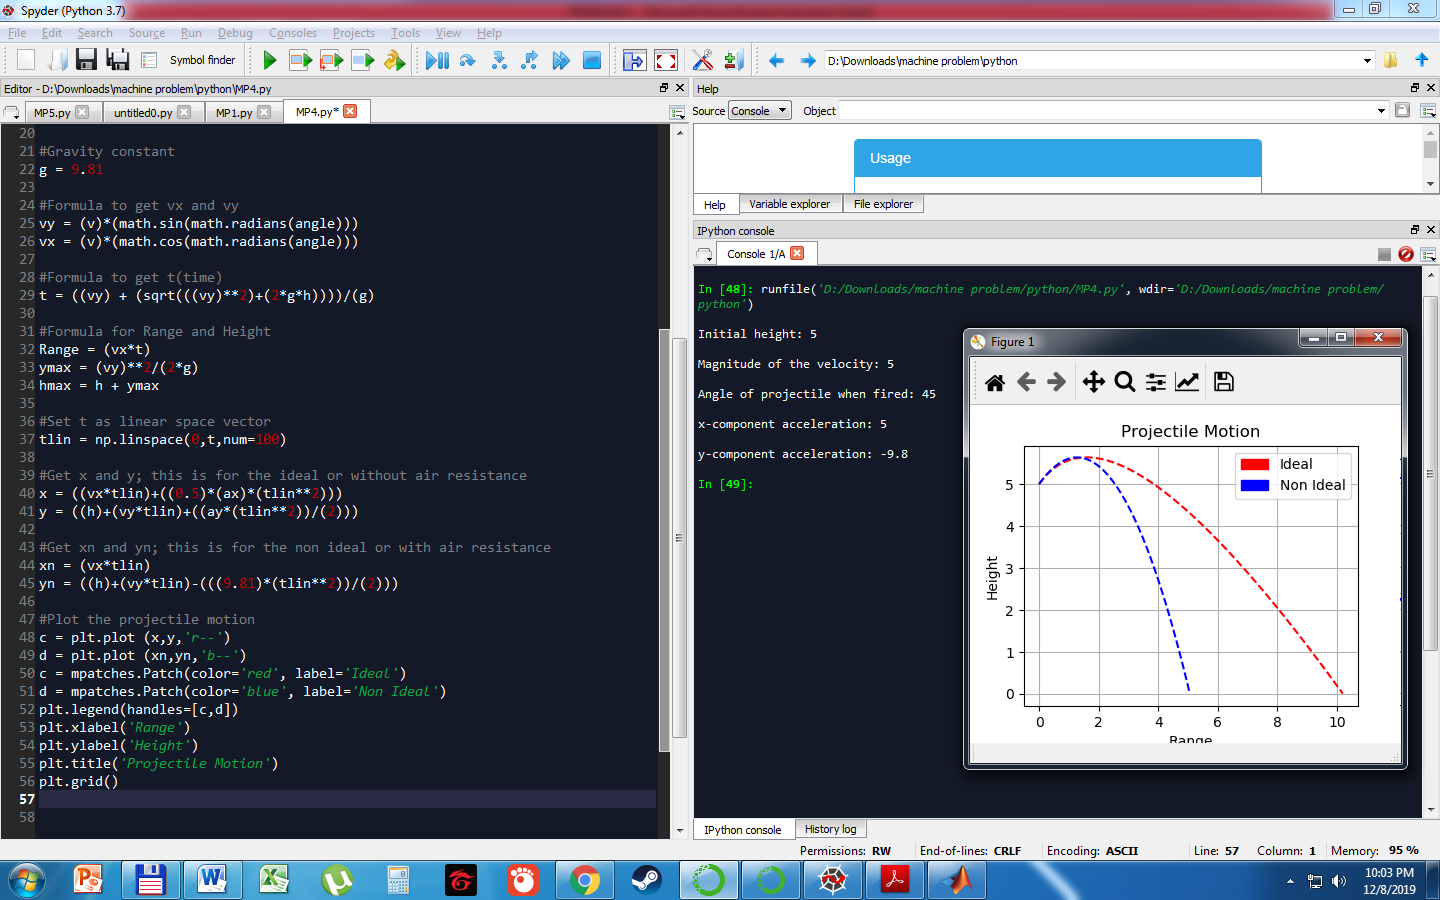 Spyder (Python 3.7)
File Edit Search Source Run Debug Consoles Projects Tools View Help
Symbol finder
D:\Downloads\machine problem\python
Editor - D:\Downloads\machine problem\python\MP4.py
MP5.py untitled0.py MP1.py MP4.py*
20
21 #Gravity constant
22 g = 9.81
23
24 #Formula to get vx and vy
25 vy = (v)*(math.sin(math.radians(angle)))
26 vx = (v)*(math.cos(math.radians(angle)))
27
28 #Formula to get t(time)
29 t = ((vy) + (sqrt(((vy)**2)+(2*g*h))))/(g)
30
31 #Formula for Range and Height
32 Range = (vx*t)
33 ymax = (vy)**2/(2*g)
34 hmax = h + ymax
35
36 #Set t as linear space vector
37 tlin = np.linspace(0,t,num=100)
38
39 #Get x and y; this is for the ideal or without air resistance
40 x = ((vx*tlin)+((0.5)*(ax)*(tlin**2)))
41 y = ((h)+(vy*tlin)+((ay*(tlin**2))/(2)))
42
43 #Get xn and yn; this is for the non ideal or with air resistance
44 xn = (vx*tlin)
45 yn = ((h)+(vy*tlin)-(((9.81)*(tlin**2))/(2)))
46
47 #Plot the projectile motion
48 c = plt.plot (x,y,'r--')
49 d = plt.plot (xn,yn,'b--')
50 c = mpatches.Patch(color='red', label='Ideal')
51 d = mpatches.Patch(color='blue', label='Non Ideal')
52 plt.legend(handles=[c,d])
53 plt.xlabel('Range')
54 plt.ylabel('Height')
55 plt.title('Projectile Motion')
56 plt.grid()
57
58
Help
Source Console Object
Usage
Help Variable explorer File explorer
IPython console
Console 1/A
In [48]: runfile('D:/Downloads/machine problem/python/MP4.py', wdir='D:/Downloads/machine problem/
python')
Initial height: 5
Magnitude of the velocity: 5
Angle of projectile when fired: 45
x-component acceleration: 5
y-component acceleration: -9.8
In [49]:
Figure 1
Projectile Motion
Ideal
Non Ideal
Height
5
4
3
2
1
0
0 2 4 6 8 10
Range
IPython console History log
Permissions: RW End-of-lines: CRLF Encoding: ASCII Line: 57 Column: 1 Memory: 95 %
10:03 PM
12/8/2019